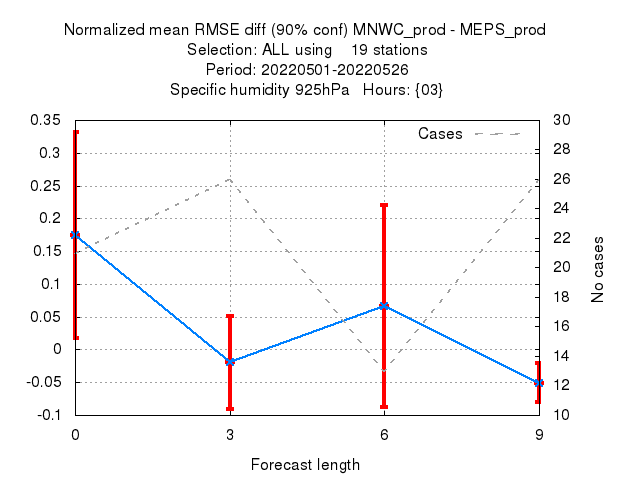 Normalized mean RMSE diff (90% conf) MNWC_prod - MEPS_prod
Selection: ALL using 19 stations
Period: 20220501-20220526
Specific humidity 925hPa Hours: {03}
Cases
0.35
0.3
0.25
0.2
0.15
0.1
0.05
0
-0.05
-0.1
30
28
26
24
22
20
18
16
14
12
10
No cases
0 3 6 9
Forecast length